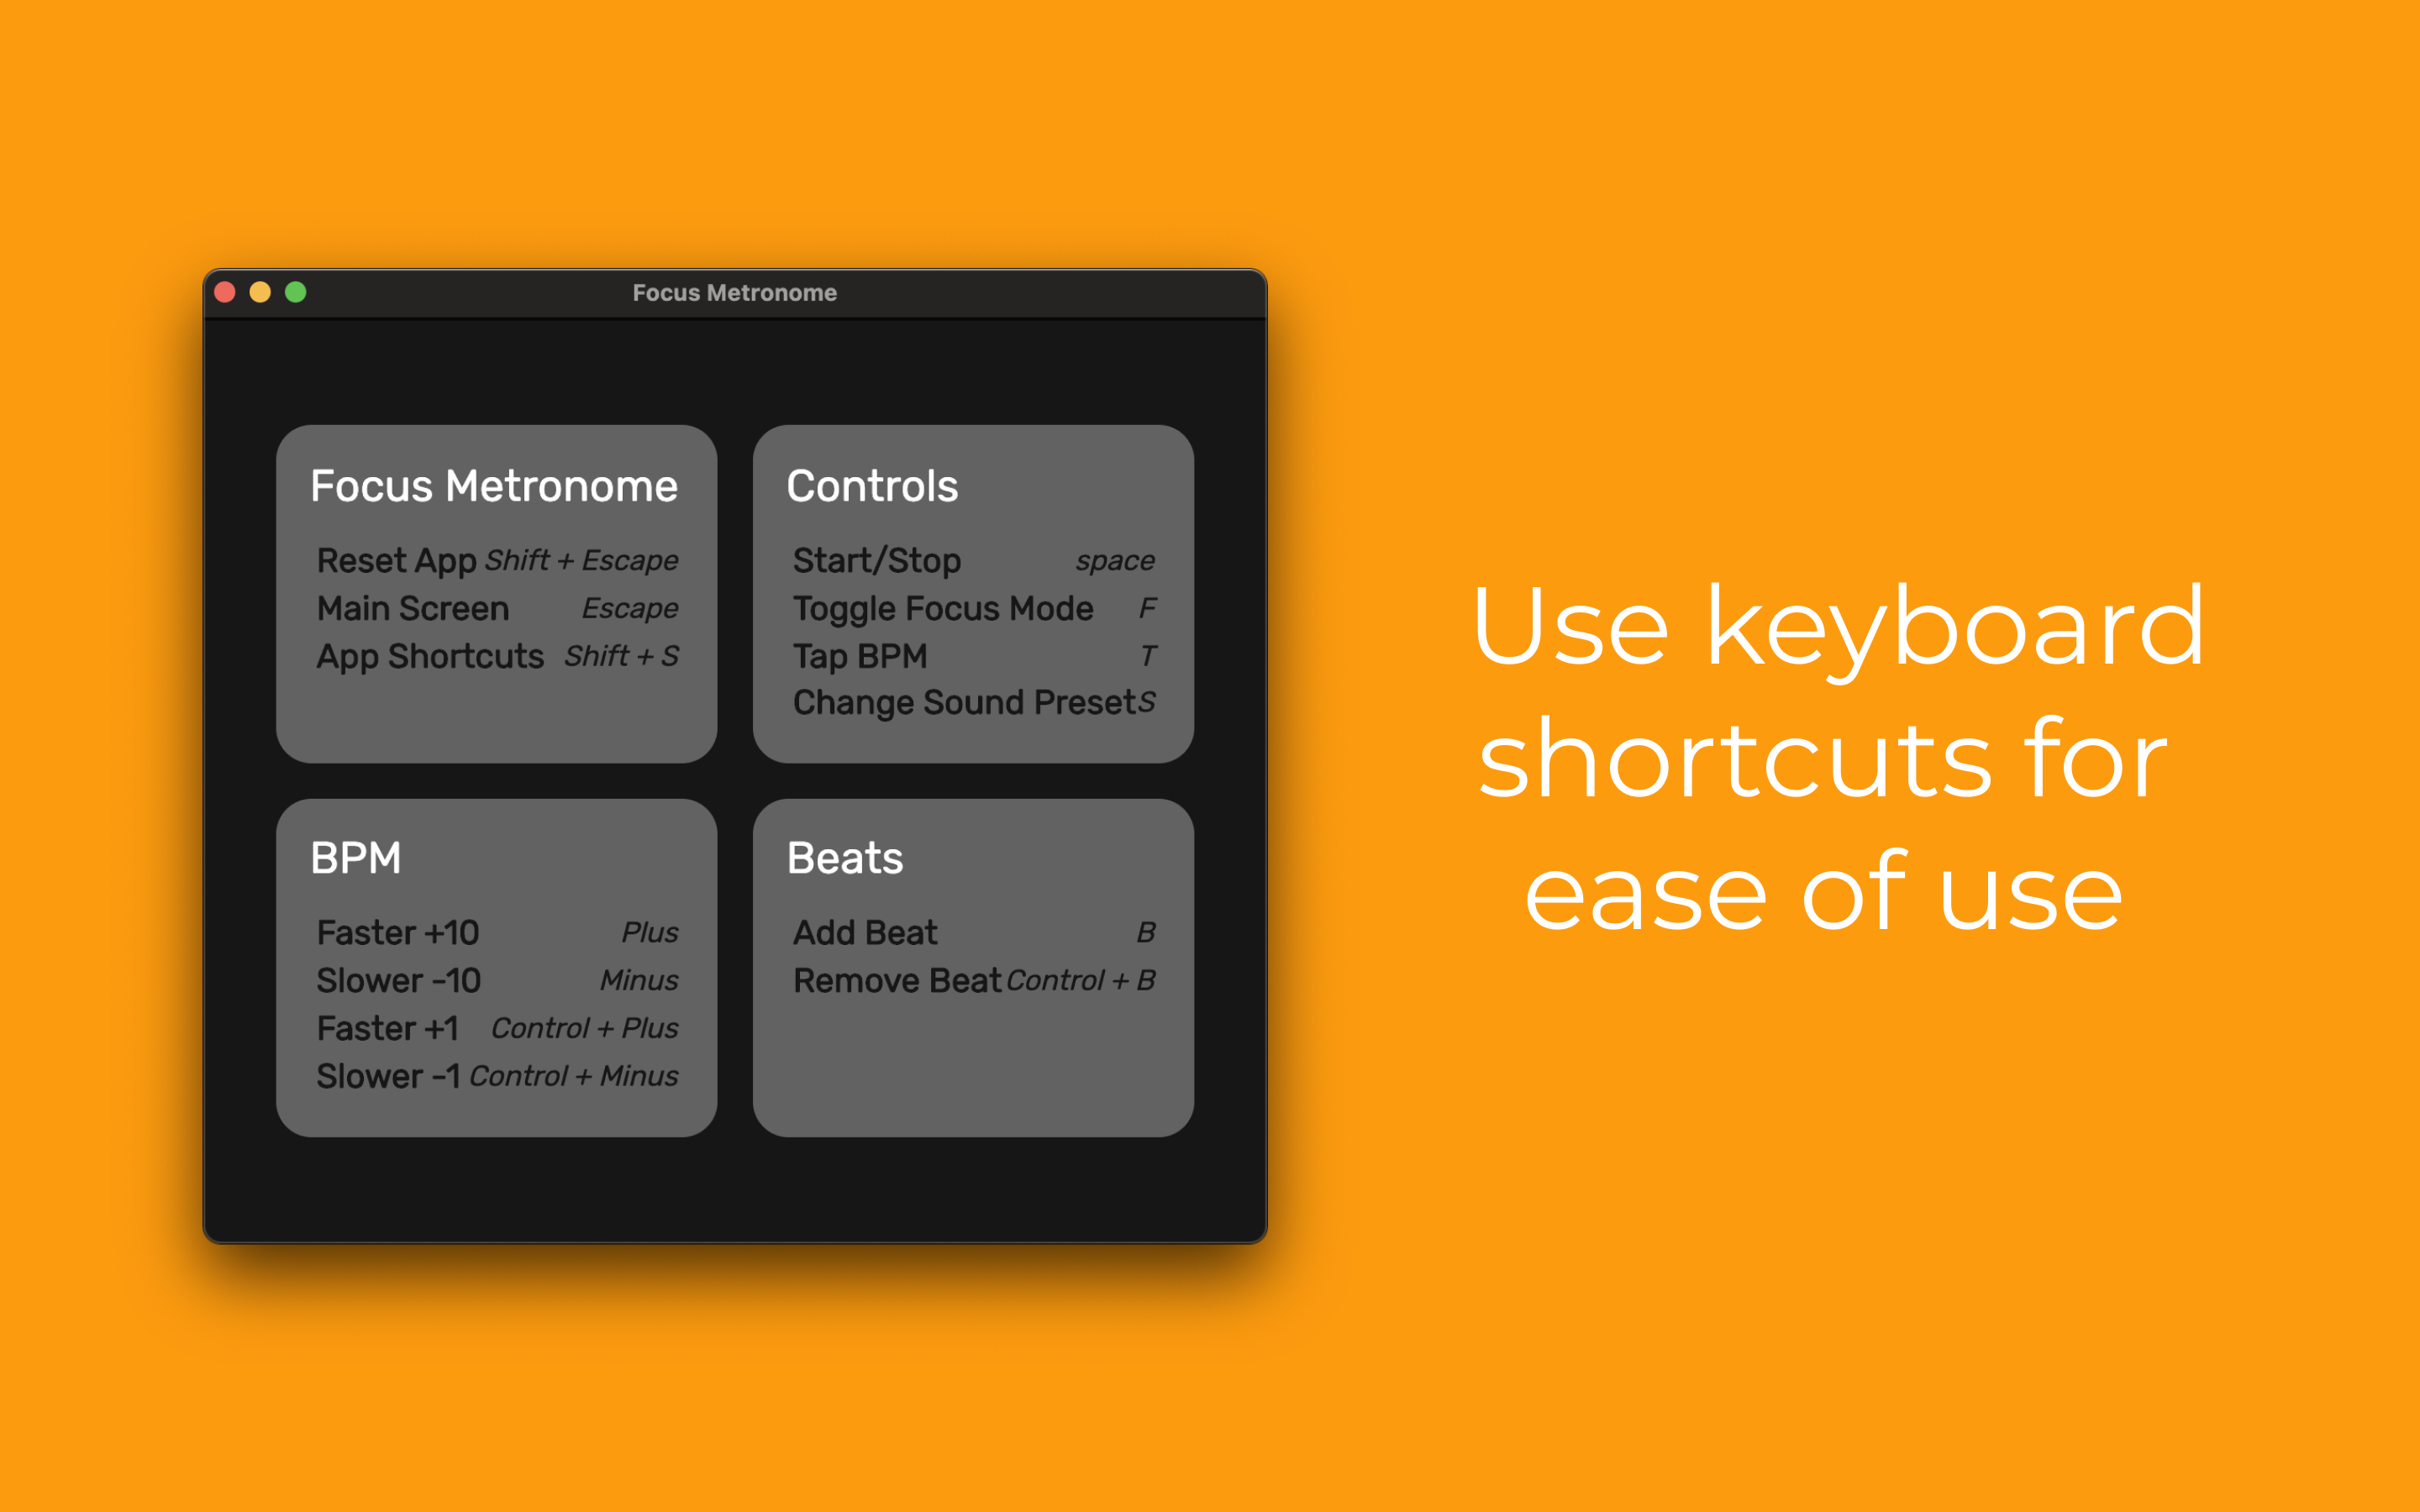 Focus Metronome
Focus Metronome
Reset App Shift + Escape
Main Screen Escape
App Shortcuts Shift + S
Controls
Start/Stop space
Toggle Focus Mode F
Tap BPM T
Change Sound Preset S
BPM
Faster +10 Plus
Slower -10 Minus
Faster +1 Control + Plus
Slower -1 Control + Minus
Beats
Add Beat B
Remove Beat Control + B
Use keyboard
shortcuts for
ease of use